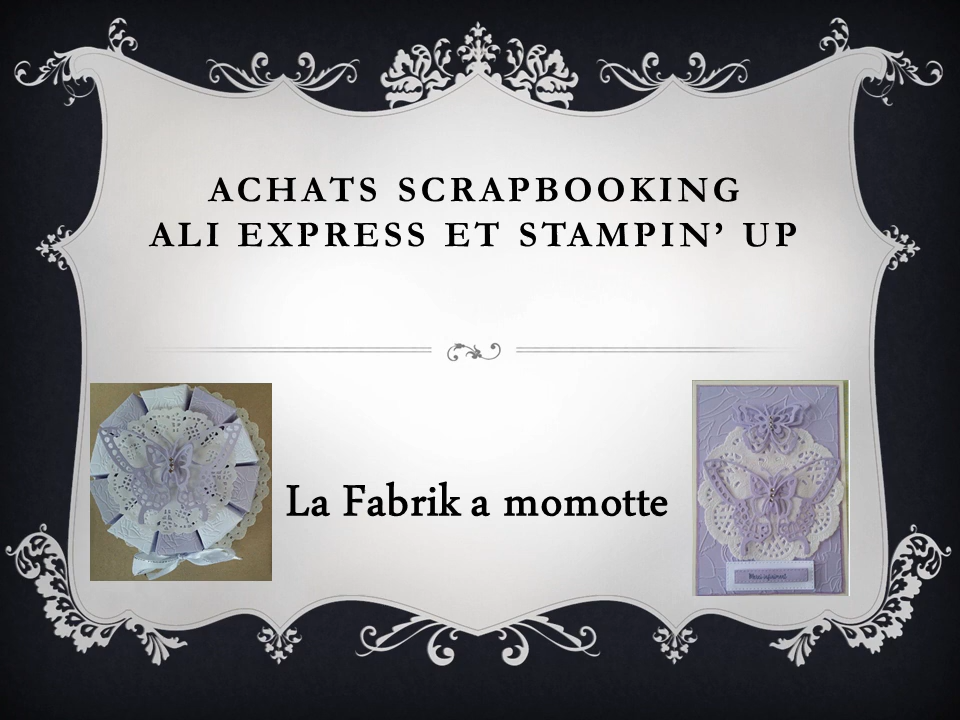 ACHATS SCRAPBOOKING
ALI EXPRESS ET STAMPIN’ UP
La Fabrik a momotte